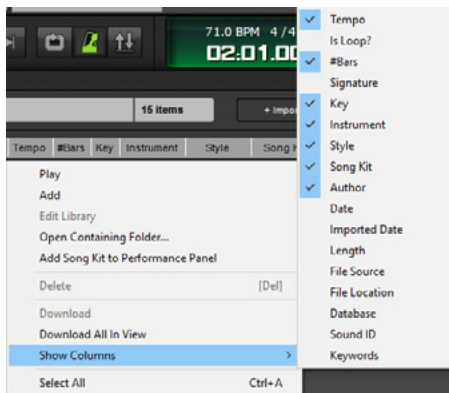 71.0 BPM 4/4
02:01.00
15 items
+ Impo
Tempo #Bars Key Instrument Style Song K
Play
Add
Edit Library
Open Containing Folder...
Add Song Kit to Performance Panel
Delete [Del]
Download
Download All In View
Show Columns >
Select All Ctrl+A
Tempo
Is Loop?
#Bars
Signature
Key
Instrument
Style
Song Kit
Author
Date
Imported Date
Length
File Source
File Location
Database
Sound ID
Keywords